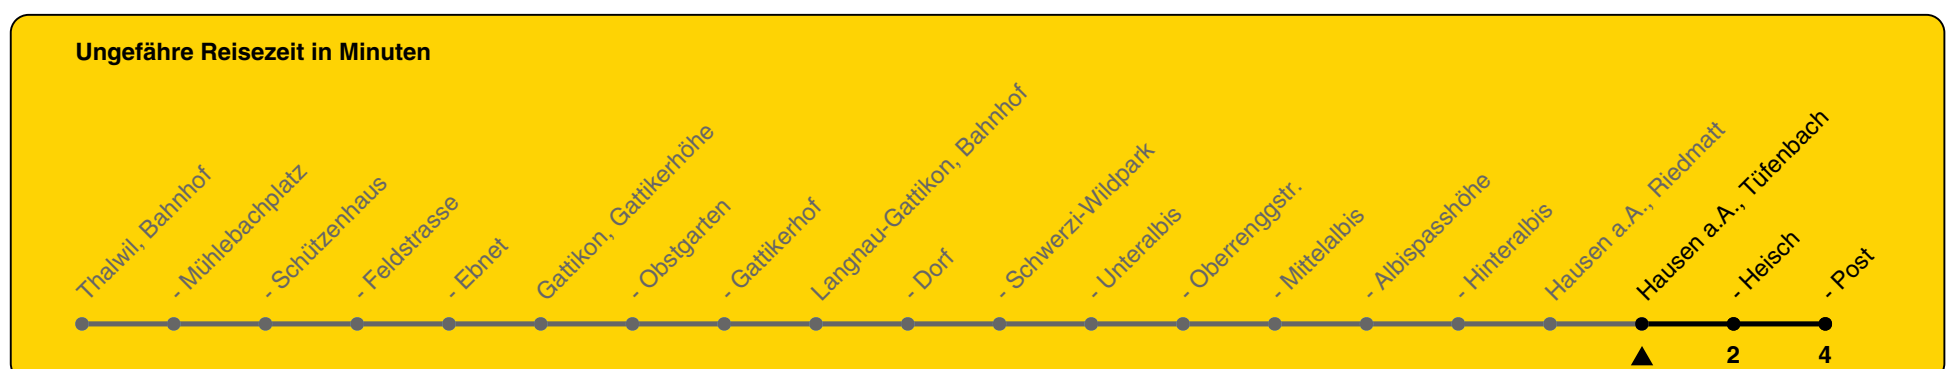 Ungefähre Reisezeit in Minuten
Thalwil, Bahnhof
- Mühlebachplatz
- Schützenhaus
- Feldstrasse
- Ebnet
Gattikon, Gattikerhöhe
- Obstgarten
- Gattikerhof
Langnau-Gattikon, Bahnhof
- Dorf
- Schwerzi-Wildpark
- Unteralbis
- Oberrenggstr.
- Mittelalbis
- Albispasshöhe
- Hinteralbis
Hausen a.A., Riedmatt
Hausen a.A., Tüfenbach
- Heisch
- Post
2
4